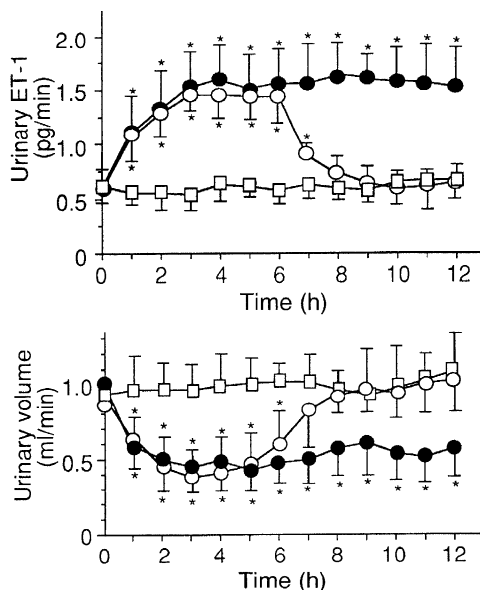 Urinary ET-1
(pg/min)
2.0
1.5
1.0
0.5
0
* * * * * * * * * * * *
* * * * * * *
0 2 4 6 8 10 12
Time (h)
Urinary volume
(ml/min)
1.0
0.5
0
* * * * * *
* * * * * * * * * * * *
0 2 4 6 8 10 12
Time (h)